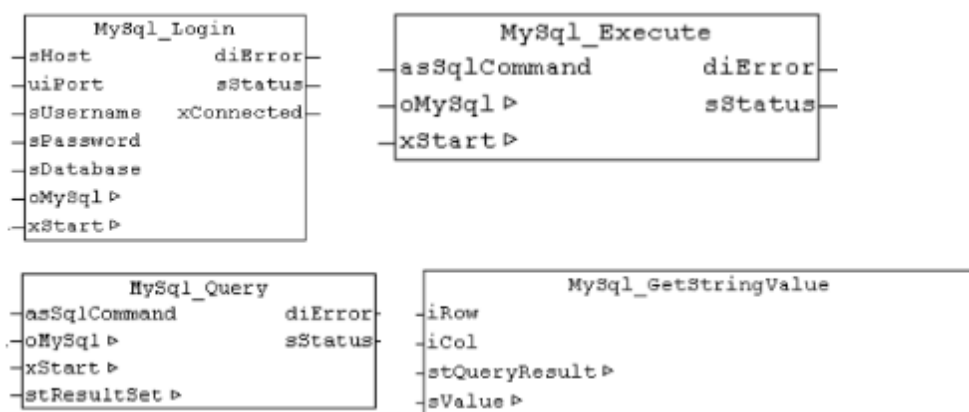 MySql_Login
sHost diError
uiPort sStatus
sUsername xConnected
sPassword
sDatabase
oMySql
xStart
MySql_Execute
asSqlCommand diError
oMySql sStatus
xStart
MySql_Query
asSqlCommand diError
oMySql sStatus
xStart
stResultSet
MySql_GetStringValue
iRow
iCol
stQueryResult
sValue